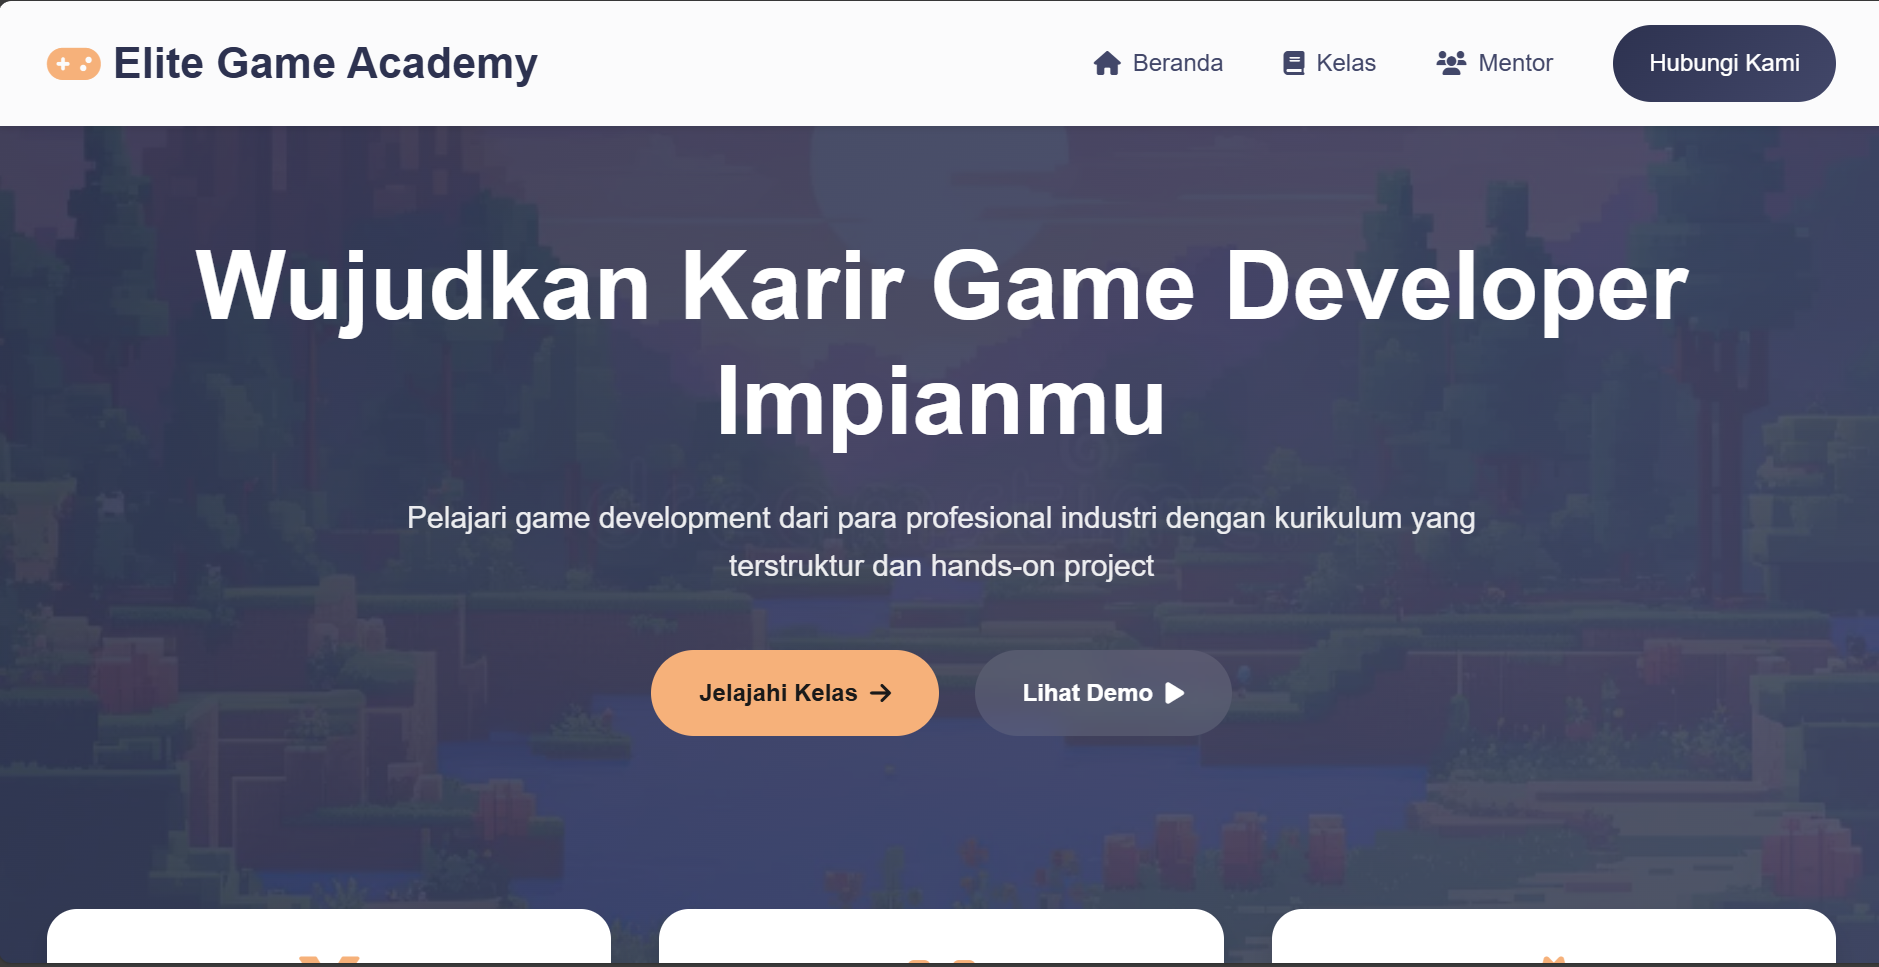 Elite Game Academy
Beranda
Kelas
Mentor
Hubungi Kami
Wujudkan Karir Game Developer
Impianmu
Pelajari game development dari para profesional industri dengan kurikulum yang
terstruktur dan hands-on project
Jelajahi Kelas
Lihat Demo